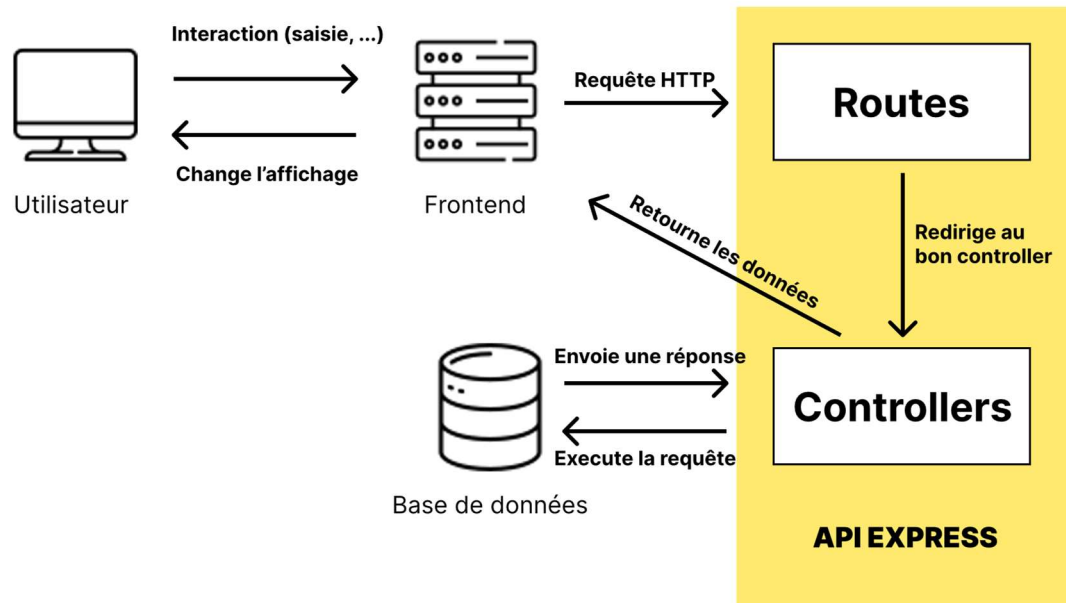 Interaction (saisie, ...)
Change l'affichage
Utilisateur
Frontend
Requête HTTP
Routes
Redirige au
bon controller
Retourne les données
Envoie une réponse
Execute la requête
Base de données
Controllers
API EXPRESS